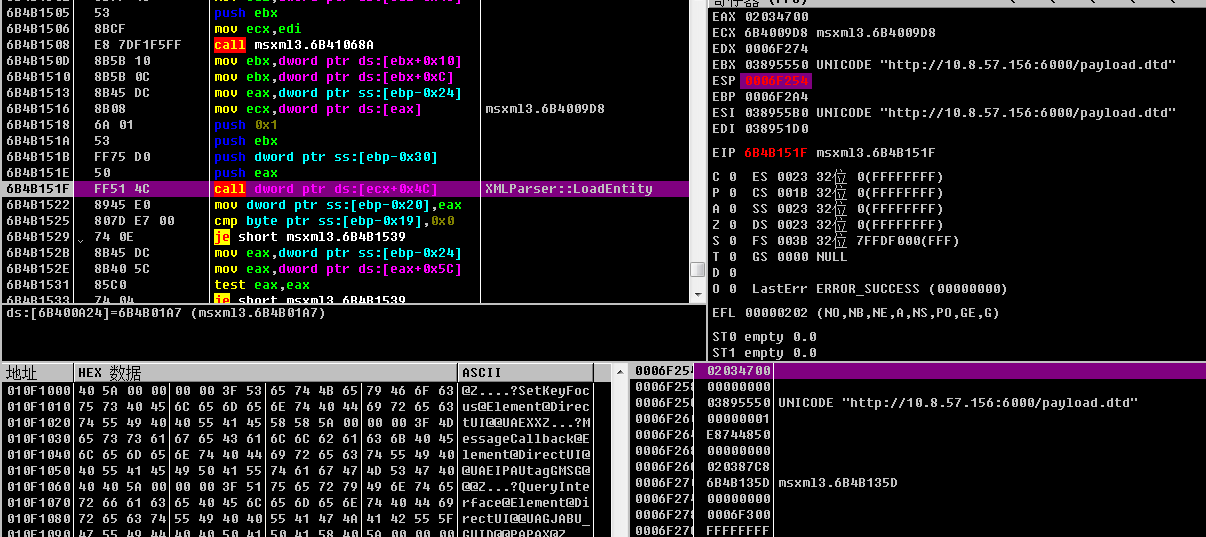 6B4B1505 53 push ebx
6B4B1506 8BCF mov ecx,edi
6B4B1508 E8 7DF1F5FF call msxml3.6B41068A
6B4B150D 8B5B 10 mov ebx,dword ptr ds:[ebx+0x10]
6B4B1510 8B5B 0C mov ebx,dword ptr ds:[ebx+0xC]
6B4B1513 8B45 DC mov eax,dword ptr ss:[ebp-0x24]
6B4B1516 8B08 mov ecx,dword ptr ds:[eax] msxml3.6B4009D8
6B4B1518 6A 01 push 0x1
6B4B151A 53 push ebx
6B4B151B FF75 D0 push dword ptr ss:[ebp-0x30]
6B4B151E 50 push eax
6B4B151F FF51 4C call dword ptr ds:[ecx+0x4C] XMLParser::LoadEntity
6B4B1522 8945 E0 mov dword ptr ss:[ebp-0x20],eax
6B4B1525 807D E7 00 cmp byte ptr ss:[ebp-0x19],0x0
6B4B1529 74 0E je short msxml3.6B4B1539
6B4B152B 8B45 DC mov eax,dword ptr ss:[ebp-0x24]
6B4B152E 8B40 5C mov eax,dword ptr ds:[eax+0x5C]
6B4B1531 85C0 test eax,eax
6B4B1533 74 04 je short msxml3.6B4B1539
ds:[6B400A24]=6B4B01A7 (msxml3.6B4B01A7)
EAX 02034700
ECX 6B4009D8 msxml3.6B4009D8
EDX 0006F274
EBX 03895550 UNICODE "http://10.8.57.156:6000/payload.dtd"
ESP 0006F254
EBP 0006F2A4
ESI 038955B0 UNICODE "http://10.8.57.156:6000/payload.dtd"
EDI 038951D0
EIP 6B4B151F msxml3.6B4B151F
C 0 ES 0023 32位 0(FFFFFFFF)
P 0 CS 001B 32位 0(FFFFFFFF)
A 0 SS 0023 32位 0(FFFFFFFF)
Z 0 DS 0023 32位 0(FFFFFFFF)
S 0 FS 003B 32位 7FFDF000(FFF)
T 0 GS 0000 NULL
D 0
O 0 LastErr ERROR_SUCCESS (00000000)
EFL 00000202 (NO,NB,NE,A,NS,PO,GE,G)
ST0 empty 0.0
ST1 empty 0.0
地址 HEX 数据 ASCII
010F1000 40 5A 00 00 00 00 3F 53 65 74 4B 65 79 46 6F 63 @Z....?SetKeyFoc
010F1010 75 73 40 45 6C 65 6D 65 6E 74 40 44 69 72 65 63 us@Element@Direc
010F1020 74 55 49 40 40 55 41 45 58 58 5A 00 00 00 3F 4D tUI@@UAEXXZ...?M
010F1030 65 73 73 61 67 65 43 61 6C 6C 62 61 63 6B 40 45 essageCallback@E
010F1040 6C 65 6D 65 6E 74 40 44 69 72 65 63 74 55 49 40 lement@DirectUI@
010F1050 40 55 41 45 49 50 41 55 74 61 67 47 4D 53 47 40 @UAEIPAUtagGMSG@
010F1060 40 40 5A 00 00 00 3F 51 75 65 72 79 49 6E 74 65 @@Z...?QueryInte
010F1070 72 66 61 63 65 40 45 6C 65 6D 65 6E 74 40 44 69 rface@Element@Di
010F1080 72 65 63 74 55 49 40 40 55 41 47 4A 41 42 55 5F rectUI@@UAGJABU_
010F1090 47 55 49 44 40 40 50 41 50 41 58 40 5A 00 00 00 GUID@@PAPAX@Z...
0006F254 02034700
0006F258 00000000
0006F25C 03895550 UNICODE "http://10.8.57.156:6000/payload.dtd"
0006F260 00000001
0006F264 E8744850
0006F268 00000000
0006F26C 020387C8
0006F270 6B4B135D msxml3.6B4B135D
0006F274 00000000
0006F278 0006F300
FFFFFFFF